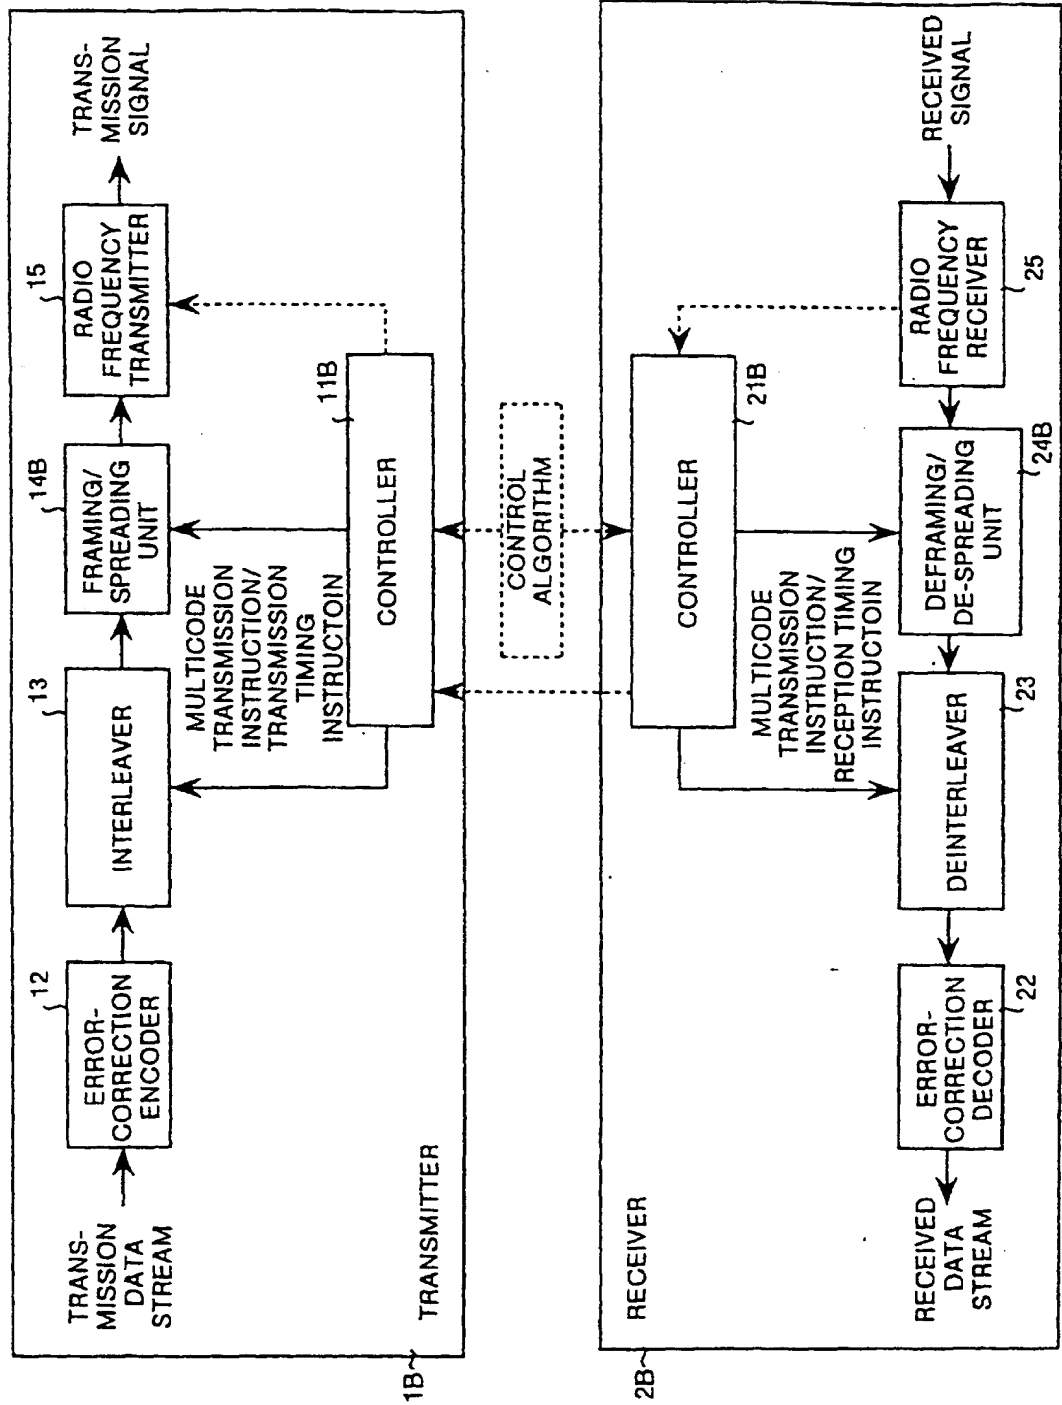 TRANS-
MISSION
DATA
STREAM
12
ERROR-
CORRECTION
ENCODER
13
INTERLEAVER
14B
FRAMING/
SPREADING
UNIT
15
RADIO
FREQUENCY
TRANSMITTER
TRANS-
MISSION
SIGNAL
MULTICODE
TRANSMISSION
INSTRUCTION/
TRANSMISSION
TIMING
INSTRUCTOIN
11B
CONTROLLER
TRANSMITTER
1B
CONTROL
ALGORITHM
2B
RECEIVER
CONTROLLER
21B
MULTICODE
TRANSMISSION
INSTRUCTION/
RECEPTION TIMING
INSTRUCTOIN
RECEIVED
DATA
STREAM
ERROR-
CORRECTION
DECODER
22
DEINTERLEAVER
23
DEFRAMING/
DE-SPREADING
UNIT
24B
RADIO
FREQUENCY
RECEIVER
25
RECEIVED
SIGNAL